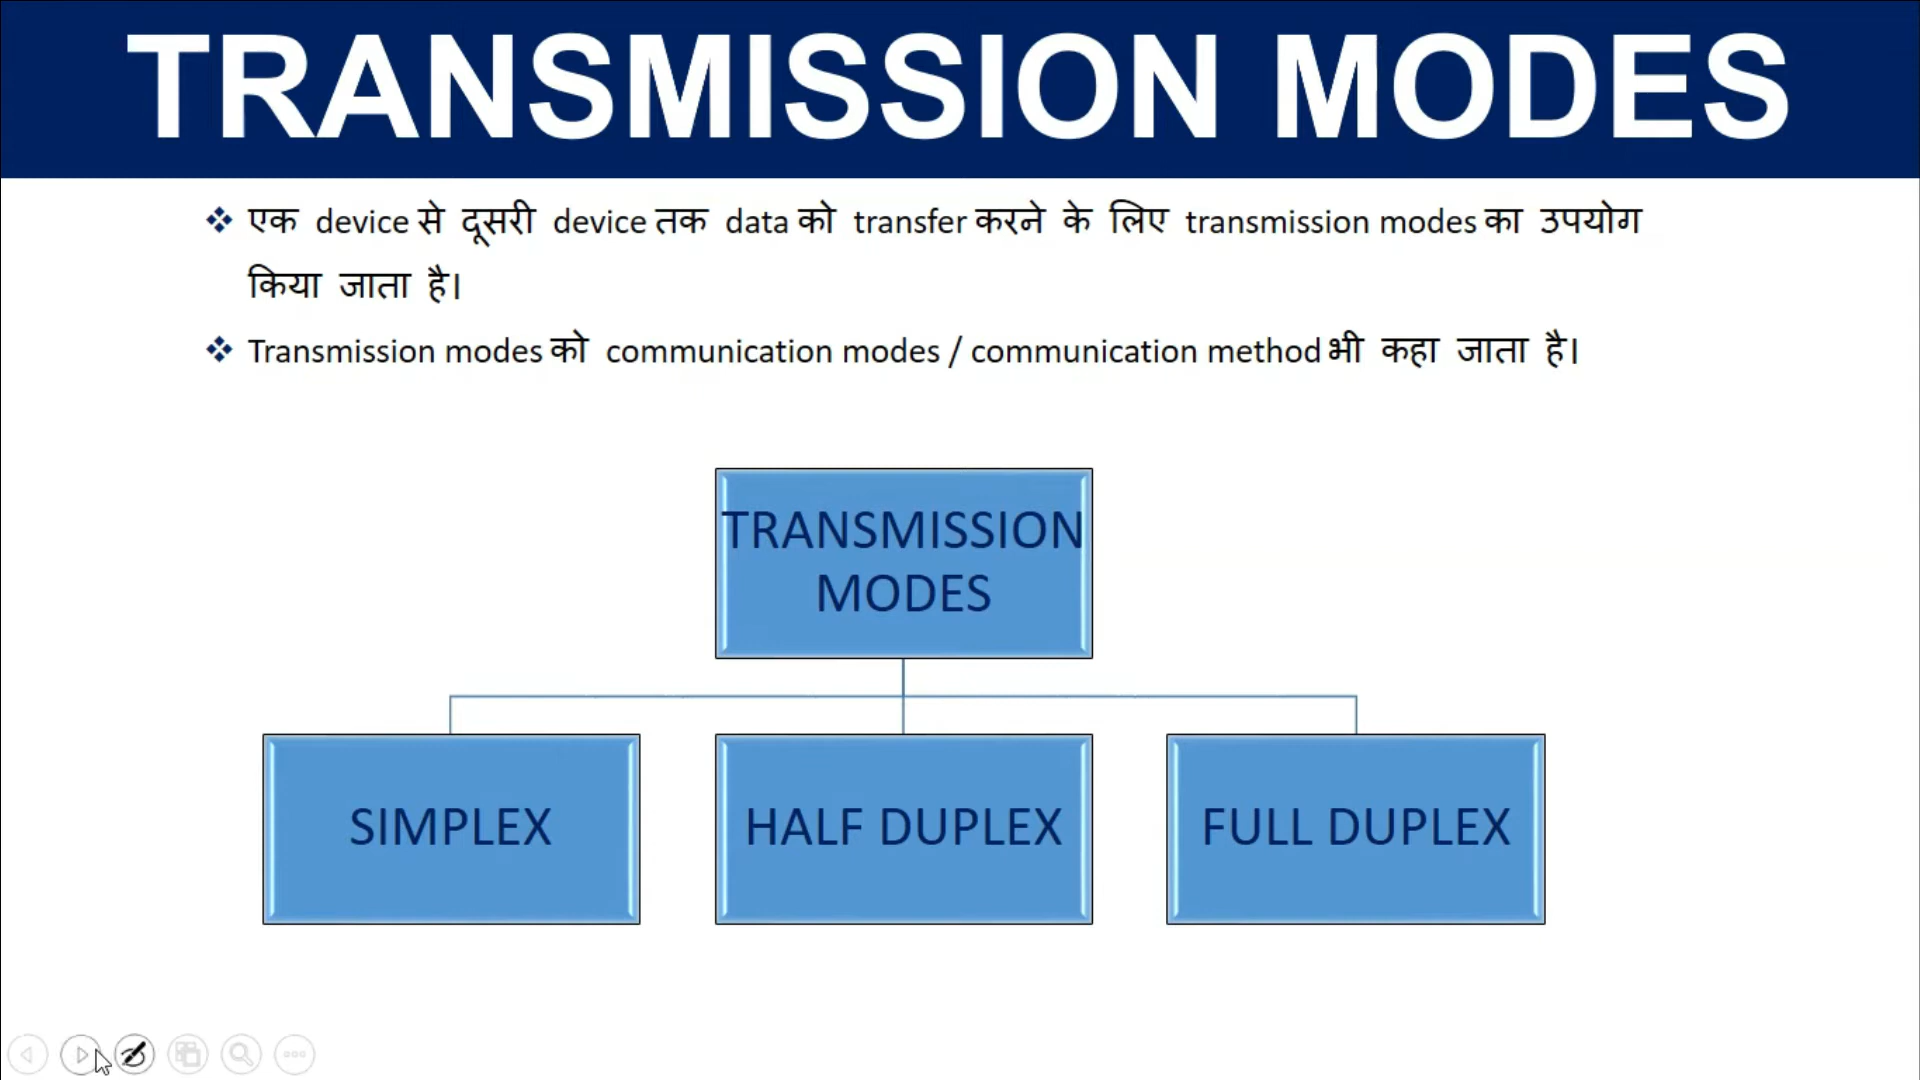 TRANSMISSION MODES
एक device से दूसरी device तक data को transfer करने के लिए transmission modes का उपयोग
किया जाता है।
Transmission modes को communication modes / communication method भी कहा जाता है।
TRANSMISSION
MODES
SIMPLEX
HALF DUPLEX
FULL DUPLEX